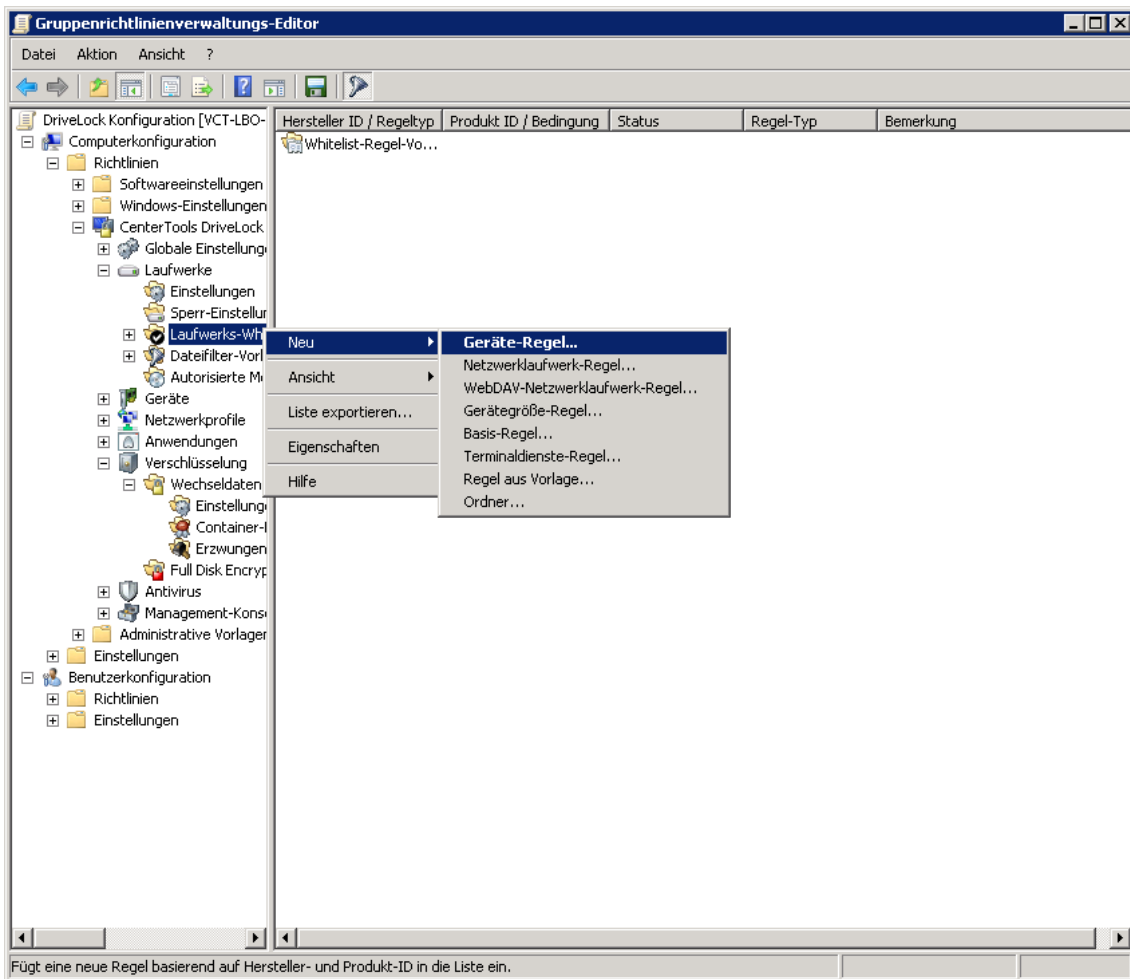 Gruppenrichtlinienverwaltungs-Editor
Datei Aktion Ansicht ?
DriveLock Konfiguration [VCT-LBO-
Computerkonfiguration
Richtlinien
Softwareeinstellungen
Windows-Einstellungen
CenterTools DriveLock
Globale Einstellung
Laufwerke
Einstellungen
Sperr-Einstellur
Laufwerks-Wh
Dateifilter-Vorl
Autorisierte M
Geräte
Netzwerkprofile
Anwendungen
Verschlüsselung
Wechseldaten
Einstellung
Container-
Erzwungen
Full Disk Encryp
Antivirus
Management-Kons
Administrative Vorlager
Einstellungen
Benutzerkonfiguration
Richtlinien
Einstellungen
Hersteller ID / Regeltyp Produkt ID / Bedingung Status Regel-Typ Bemerkung
Whitelist-Regel-Vo...
Neu
Ansicht
Liste exportieren...
Eigenschaften
Hilfe
Geräte-Regel...
Netzwerklaufwerk-Regel...
WebDAV-Netzwerklaufwerk-Regel...
Gerätegröße-Regel...
Basis-Regel...
Terminaldienste-Regel...
Regel aus Vorlage...
Ordner...
Fügt eine neue Regel basierend auf Hersteller- und Produkt-ID in die Liste ein.